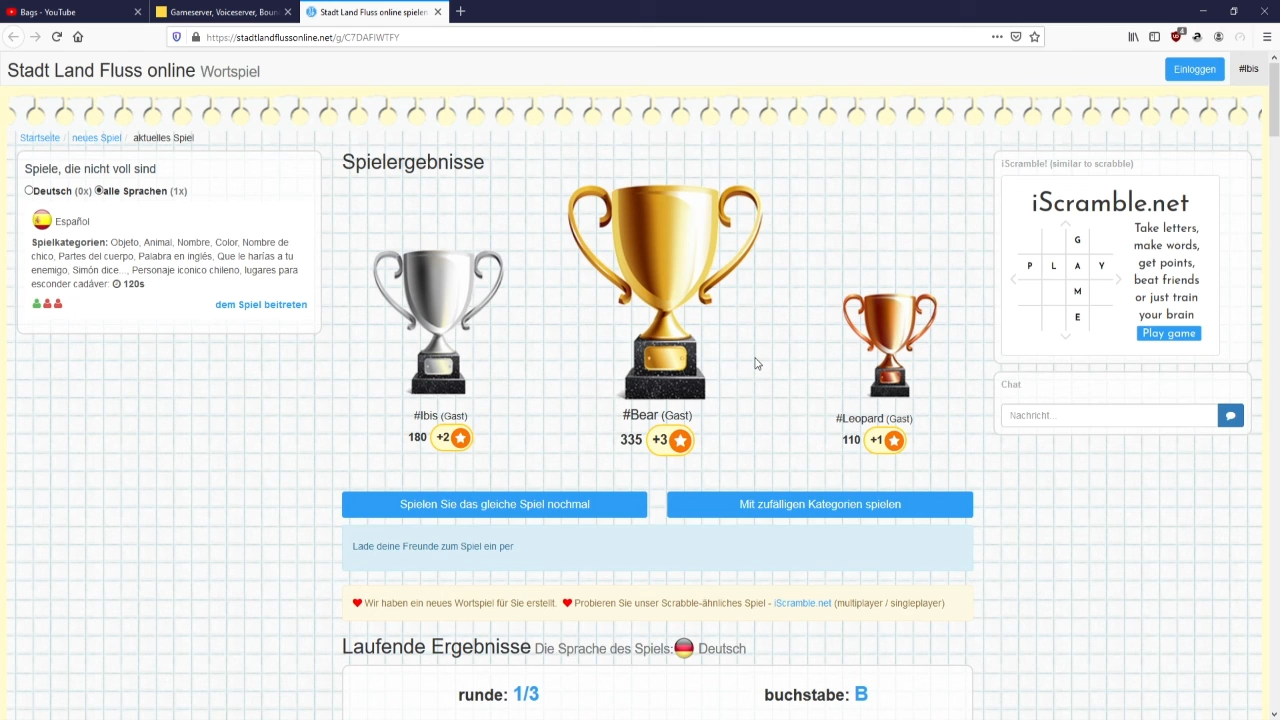 Bags - YouTube
Gameserver, Voiceserver, Boun
Stadt Land Fluss online spielen
https://stadtlandflussonline.net/g/C7DAFIWTFY
4
Stadt Land Fluss online Wortspiel
Einloggen
#Ibis
Startseite / neues Spiel / aktuelles Spiel
Spiele, die nicht voll sind
Deutsch (0x) alle Sprachen (1x)
Español
Spielkategorien: Objeto, Animal, Nombre, Color, Nombre de
chico, Partes del cuerpo, Palabra en inglés, Que le harías a tu
enemigo, Simón dice..., Personaje iconico chileno, lugares para
esconder cadáver: 120s
dem Spiel beitreten
Spielergebnisse
#Ibis (Gast)
180 +2
#Bear (Gast)
335 +3
#Leopard (Gast)
110 +1
Spielen Sie das gleiche Spiel nochmal
Mit zufälligen Kategorien spielen
Lade deine Freunde zum Spiel ein per
Wir haben ein neues Wortspiel für Sie erstellt. Probieren Sie unser Scrabble-ähnliches Spiel - iScramble.net (multiplayer / singleplayer)
Laufende Ergebnisse Die Sprache des Spiels: Deutsch
runde: 1/3
buchstabe: B
iScramble! (similar to scrabble)
iScramble.net
G
P L A Y
M
E
Take letters,
make words,
get points,
beat friends
or just train
your brain
Play game
Chat
Nachricht...